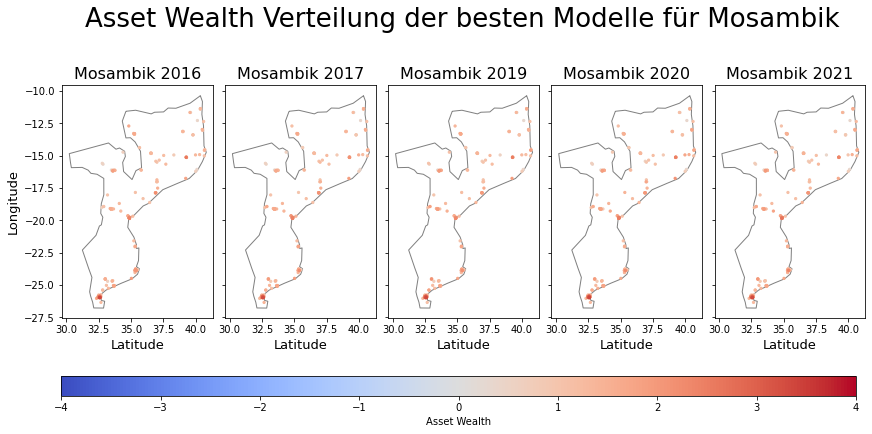 Asset Wealth Verteilung der besten Modelle für Mosambik
Mosambik 2016 Mosambik 2017 Mosambik 2019 Mosambik 2020 Mosambik 2021
Longitude
−10.0
−12.5
−15.0
−17.5
−20.0
−22.5
−25.0
−27.5
30.0 32.5 35.0 37.5 40.0 30.0 32.5 35.0 37.5 40.0 30.0 32.5 35.0 37.5 40.0 30.0 32.5 35.0 37.5 40.0 30.0 32.5 35.0 37.5 40.0
Latitude Latitude Latitude Latitude Latitude
−4 −3 −2 −1 0 1 2 3 4
Asset Wealth